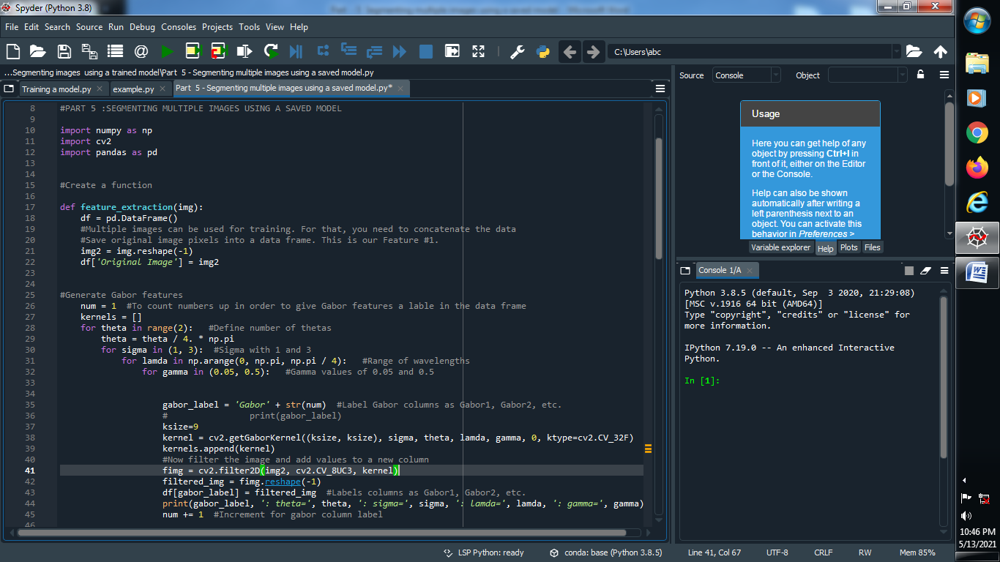 Spyder (Python 3.8)
File Edit Search Source Run Debug Consoles Projects Tools View Help
C:\Users\abc
...Segmenting images  using a trained model\Part  5 - Segmenting multiple images using a saved model.py
Training a model.py
example.py
Part  5 - Segmenting multiple images using a saved model.py*
8 #PART 5 :SEGMENTING MULTIPLE IMAGES USING A SAVED MODEL
9
10 import numpy as np
11 import cv2
12 import pandas as pd
13
14
15 #Create a function
16
17 def feature_extraction(img):
18     df = pd.DataFrame()
19     #Multiple images can be used for training. For that, you need to concatenate the data
20     #Save original image pixels into a data frame. This is our Feature #1.
21     img2 = img.reshape(-1)
22     df['Original Image'] = img2
23
24
25 #Generate Gabor features
26     num = 1  #To count numbers up in order to give Gabor features a lable in the data frame
27     kernels = []
28     for theta in range(2):   #Define number of thetas
29         theta = theta / 4. * np.pi
30         for sigma in (1, 3):  #Sigma with 1 and 3
31             for lamda in np.arange(0, np.pi, np.pi / 4):   #Range of wavelengths
32                 for gamma in (0.05, 0.5):   #Gamma values of 0.05 and 0.5
33
34
35                     gabor_label = 'Gabor' + str(num)  #Label Gabor columns as Gabor1, Gabor2, etc.
36                     #                print(gabor_label)
37                     ksize=9
38                     kernel = cv2.getGaborKernel((ksize, ksize), sigma, theta, lamda, gamma, 0, ktype=cv2.CV_32F)
39                     kernels.append(kernel)
40                     #Now filter the image and add values to a new column
41                     fimg = cv2.filter2D(img2, cv2.CV_8UC3, kernel)
42                     filtered_img = fimg.reshape(-1)
43                     df[gabor_label] = filtered_img  #Labels columns as Gabor1, Gabor2, etc.
44                     print(gabor_label, ': theta=', theta, ': sigma=', sigma, ': lamda=', lamda, ': gamma=', gamma)
45                     num += 1  #Increment for gabor column label
46
Source Console Object
Usage
Here you can get help of any
object by pressing Ctrl+I in
front of it, either on the Editor
or the Console.
Help can also be shown
automatically after writing a
left parenthesis next to an
object. You can activate this
behavior in Preferences >
Variable explorer Help Plots Files
Console 1/A
Python 3.8.5 (default, Sep  3 2020, 21:29:08)
[MSC v.1916 64 bit (AMD64)]
Type "copyright", "credits" or "license" for
more information.
IPython 7.19.0 -- An enhanced Interactive
Python.
In [1]:
LSP Python: ready
conda: base (Python 3.8.5)
Line 41, Col 67
UTF-8
CRLF
RW
Mem 85%
10:46 PM
5/13/2021